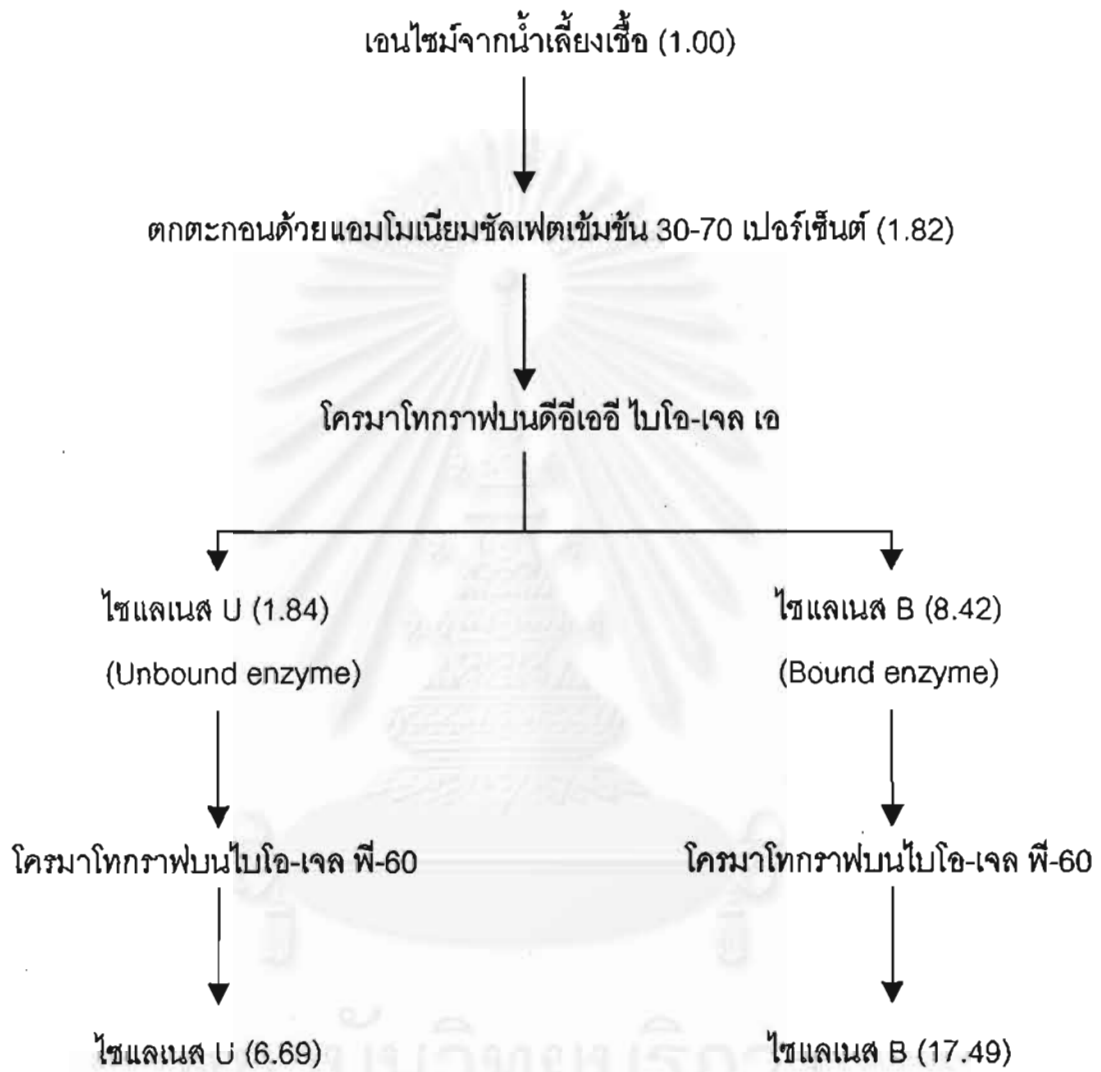 เอนไซม์จากน้ำเลี้ยงเชื้อ (1.00)
ตกตะกอนด้วยแอมโมเนียมซัลเฟตเข้มข้น 30-70 เปอร์เซ็นต์ (1.82)
โครมาโทกราฟบนดีอีเออี ไบโอ-เจล เอ
ไซแลเนส U (1.84)
(Unbound enzyme)
ไซแลเนส B (8.42)
(Bound enzyme)
โครมาโทกราฟบนไบโอ-เจล พี-60
โครมาโทกราฟบนไบโอ-เจล พี-60
ไซแลเนส U (6.69)
ไซแลเนส B (17.49)